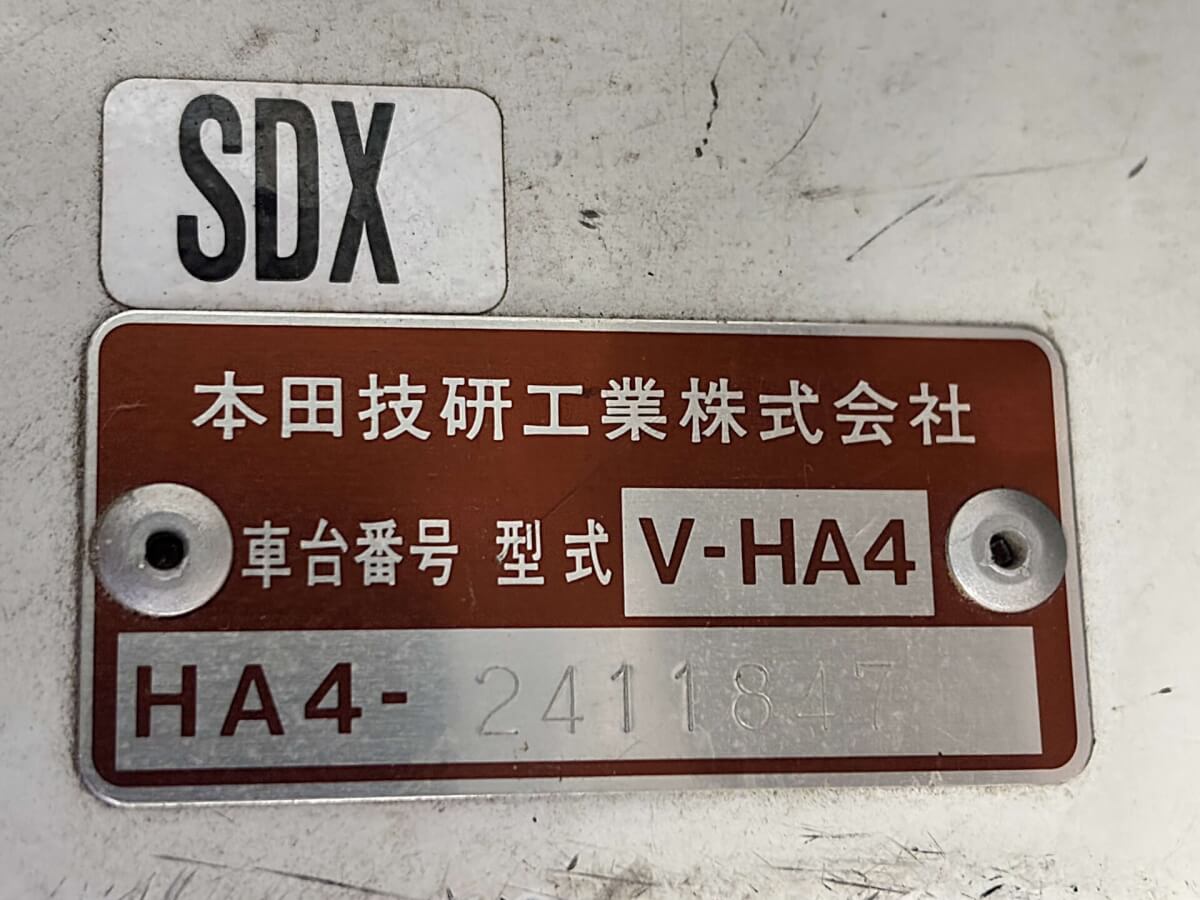 SDX
本田技研工業株式会社
車台番号 型式 V-HA4
HA4-2411847